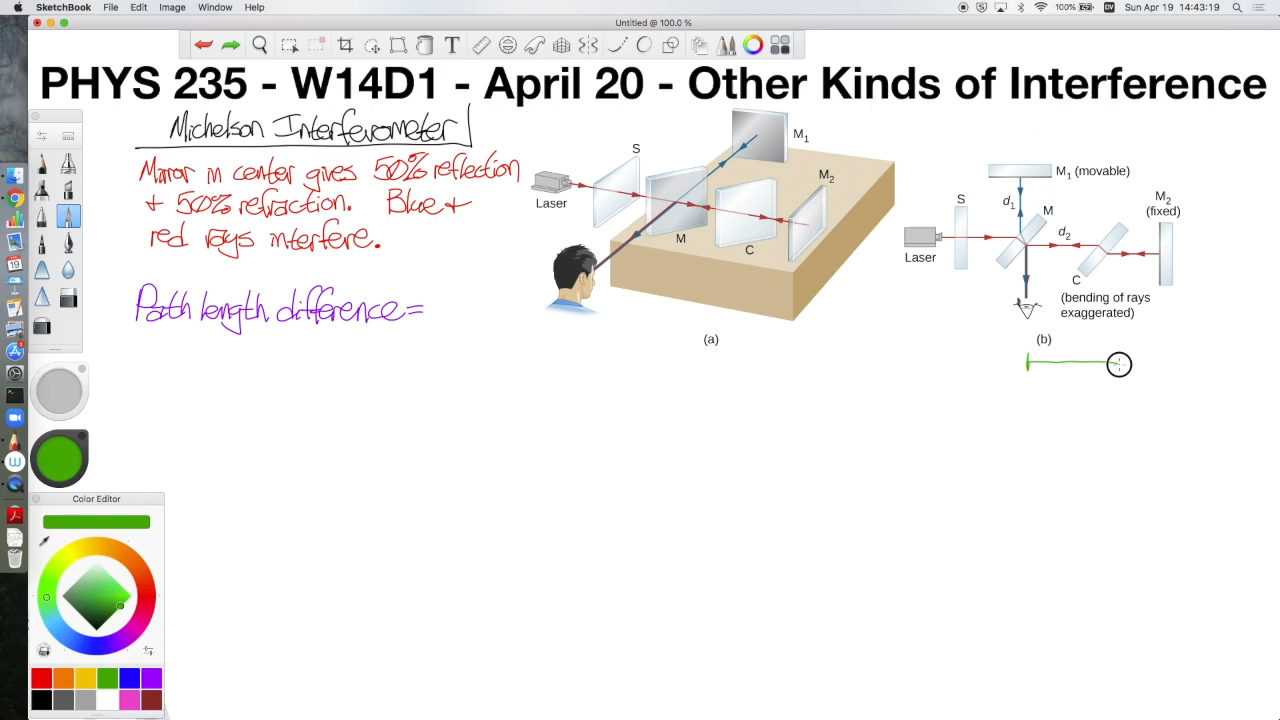 SketchBook File Edit Image Window Help
100% Sun Apr 19 14:43:19
Untitled @ 100.0 %
PHYS 235 - W14D1 - April 20 - Other Kinds of Interference
Michelson Interferometer
Mirror in center gives 50% reflection
+ 50% refraction. Blue +
red rays interfere.
Path length difference =
S
M1
M2
Laser
M
C
(a)
M1 (movable)
S
d1
M
M2
(fixed)
d2
Laser
C
(bending of rays
exaggerated)
(b)
Color Editor